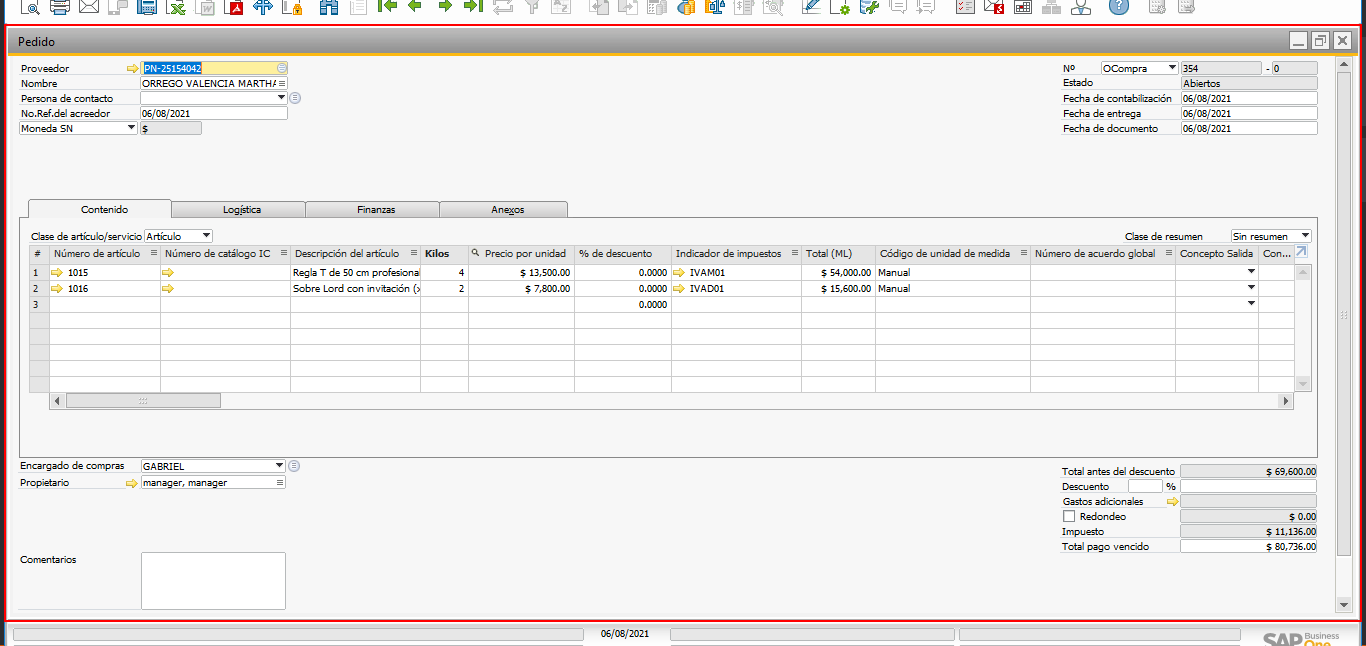 Pedido
Proveedor PN-25154042 Nº OCompra 354 - 0
Nombre ORREGO VALENCIA MARTHA Estado Abiertos
Persona de contacto Fecha de contabilización 06/08/2021
No.Ref.del acreedor 06/08/2021 Fecha de entrega 06/08/2021
Moneda SN $ Fecha de documento 06/08/2021
Contenido Logística Finanzas Anexos
Clase de artículo/servicio Artículo Clase de resumen Sin resumen
# Número de artículo Número de catálogo IC Descripción del artículo Kilos Precio por unidad % de descuento Indicador de impuestos Total (ML) Código de unidad de medida Número de acuerdo global Concepto Salida Con...
1 1015 Regla T de 50 cm profesiona 4 $ 13,500.00 0.0000 IVAM01 $ 54,000.00 Manual
2 1016 Sobre Lord con invitación (x 2 $ 7,800.00 0.0000 IVAD01 $ 15,600.00 Manual
3 0.0000
Encargado de compras GABRIEL
Propietario manager, manager
Total antes del descuento $ 69,600.00
Descuento %
Gastos adicionales
Redondeo $ 0.00
Impuesto $ 11,136.00
Total pago vencido $ 80,736.00
Comentarios
06/08/2021
SAP Business One